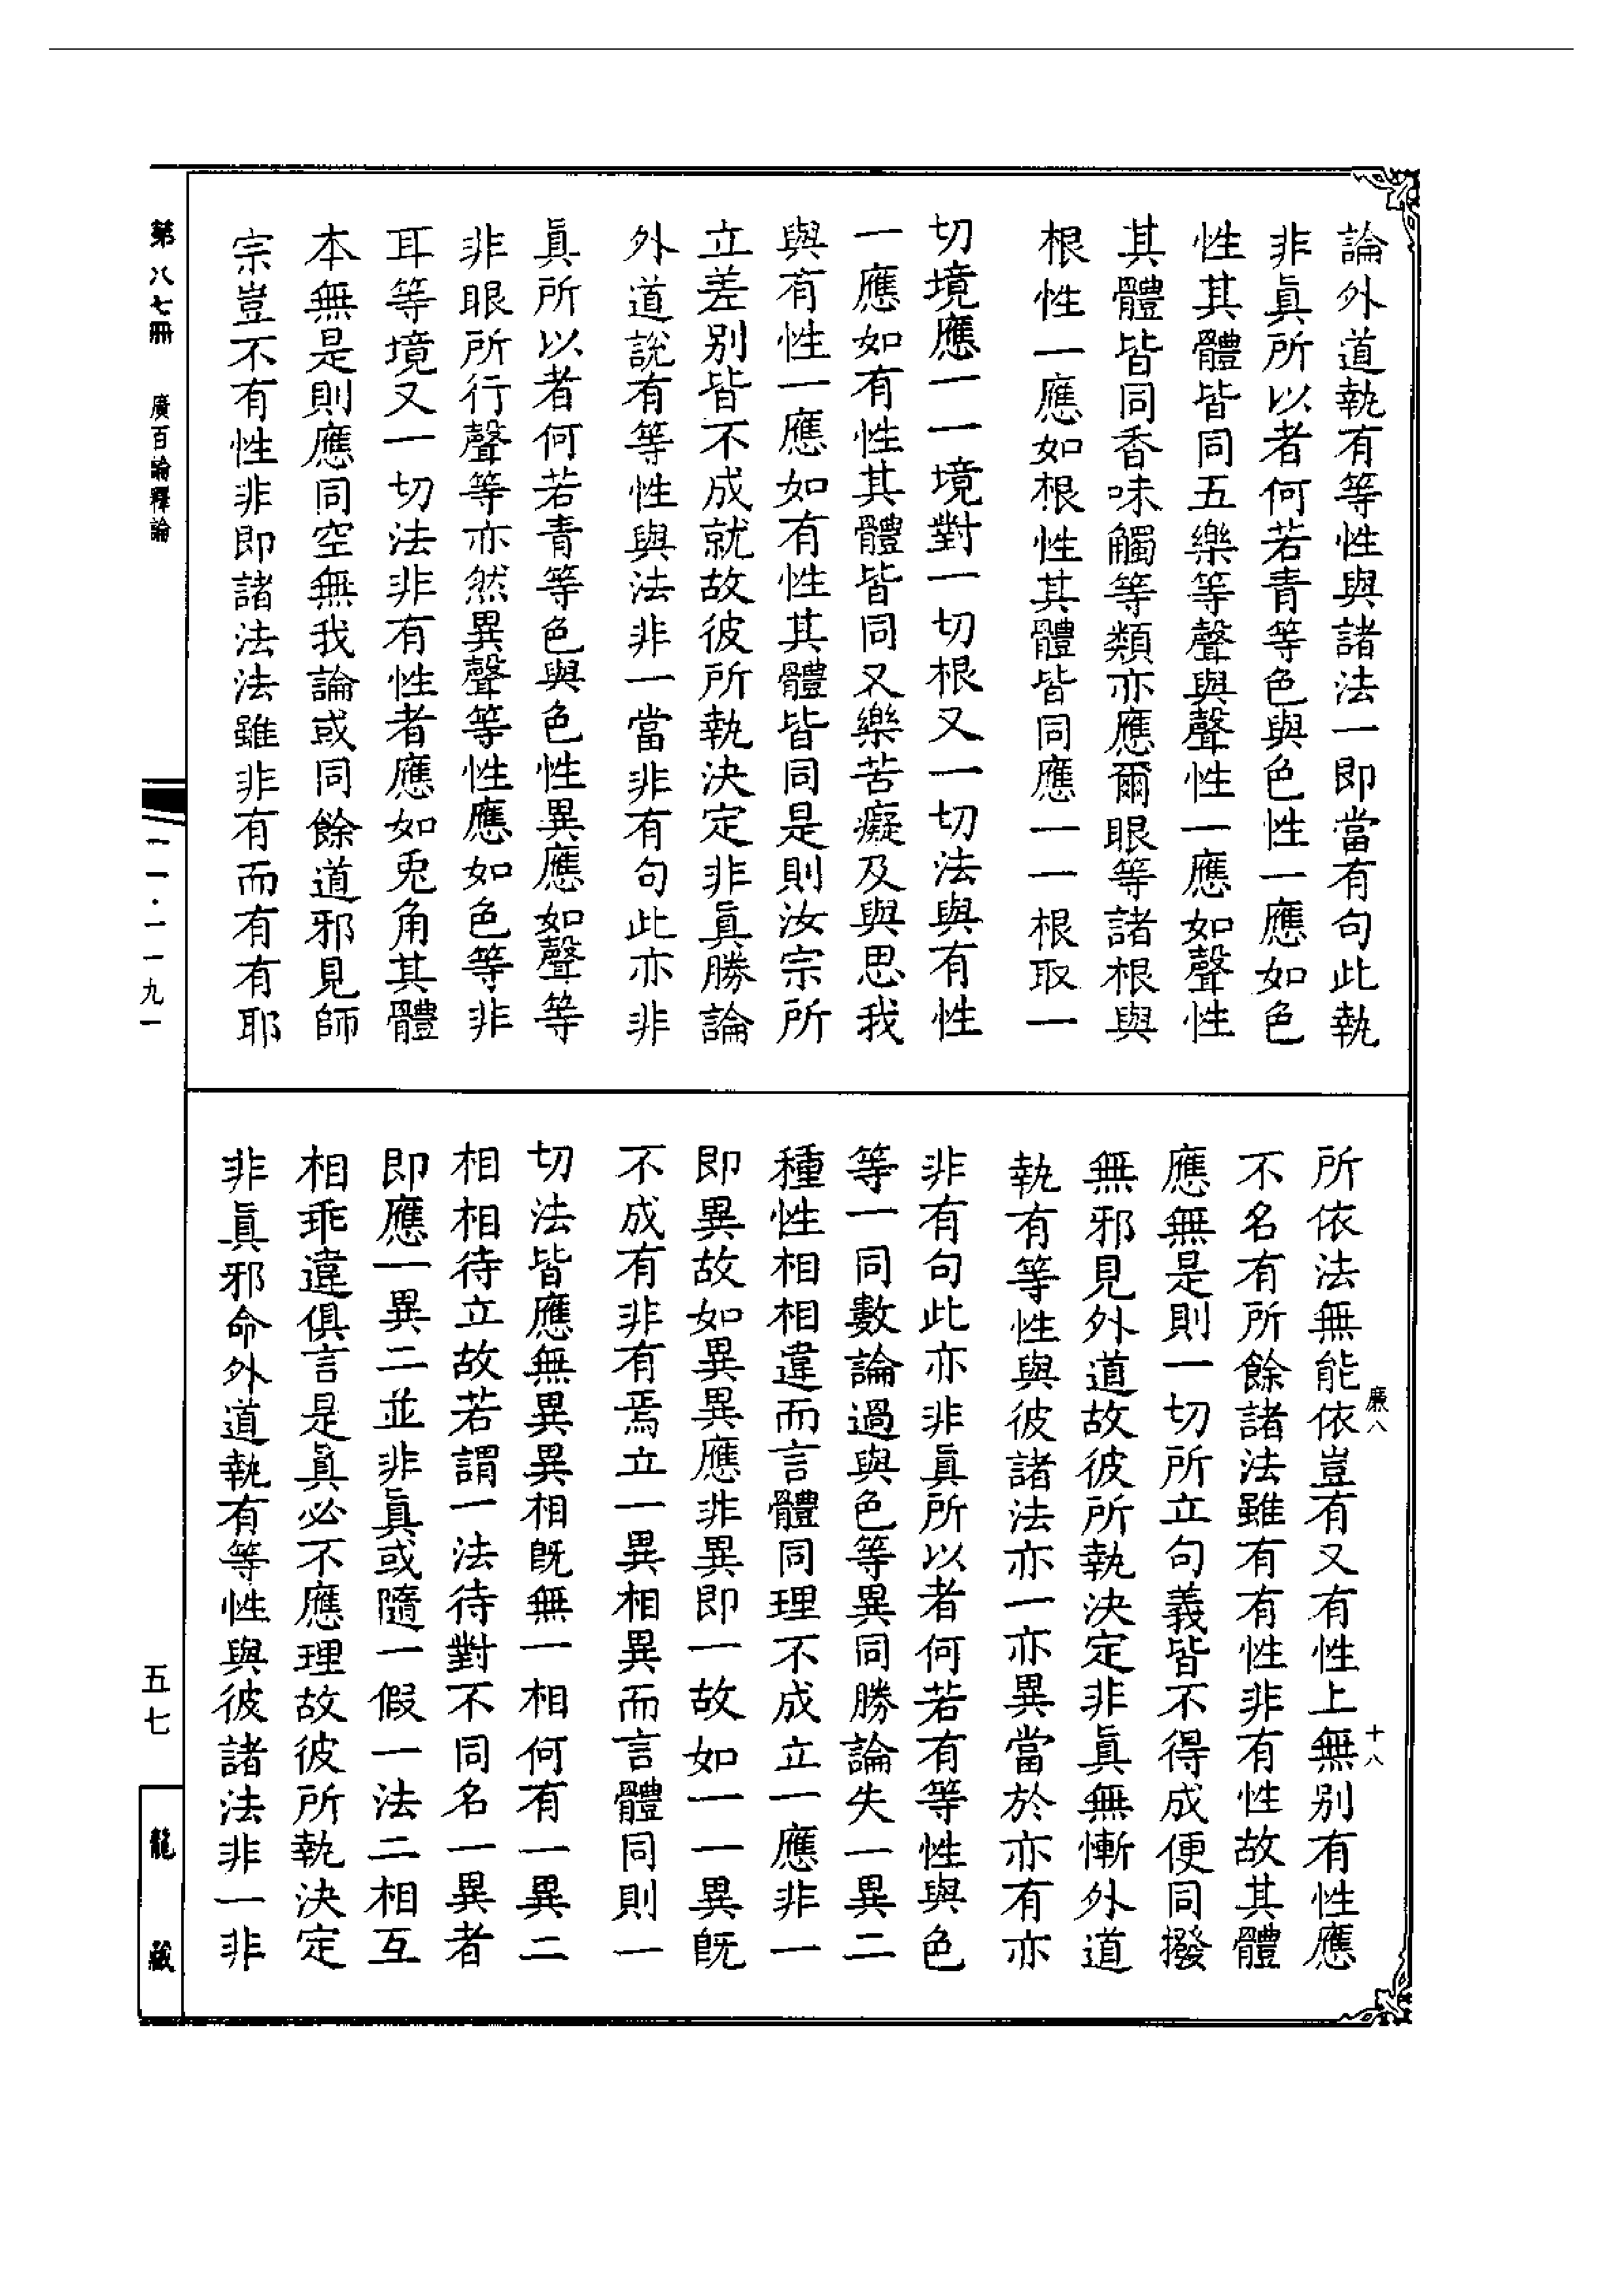 論外道執有等性與諸法一即當有句此執
非眞所以者何若青等色與色性一應如色
性其體皆同五樂等聲與聲性一應如聲性
其體皆同香味觸等類亦應爾眼等諸根與
根性一應如根性其體皆同應一一根取一
切境應一一境對一切根又一切法與有性
一應如有性其體皆同又樂苦癡及與思我
與有性一應如有性其體皆同是則汝宗所
立差別皆不成就故彼所執決定非眞勝論
外道說有等性與法非一當非有句此亦非
眞所以者何若青等色與色性異應如聲等
非眼所行聲等亦然異聲等性應如色等非
耳等境又一切法非有性者應如兎角其體
本無是則應同空無我論或同餘道邪見師
宗豈不有性非即諸法法雖非有而有有耶
所依法無能依豈有又有性上無別有性應
不名有所餘諸法雖有有性非有性故其體
應無是則一切所立句義皆不得成便同撥
無邪見外道故彼所執決定非眞無慚外道
執有等性與彼諸法亦一亦異當於亦有亦
非有句此亦非眞所以者何若有等性與色
等一同數論過與色等異同勝論失一異二
種性相相違而言體同理不成立一應非一
即異故如異異應非異即一故如一一異旣
不成有非有焉立一異相異而言體同則一
切法皆應無異異相旣無一相何有一異二
相相待立故若謂一法待對不同名一異者
即應一異二並非眞或隨一假一法二相互
相乖違俱言是眞必不應理故彼所執決定
非眞邪命外道執有等性與彼諸法非一非
廉八
十八
第八七冊
廣百論釋論
一一·一一九一
五七
龍藏